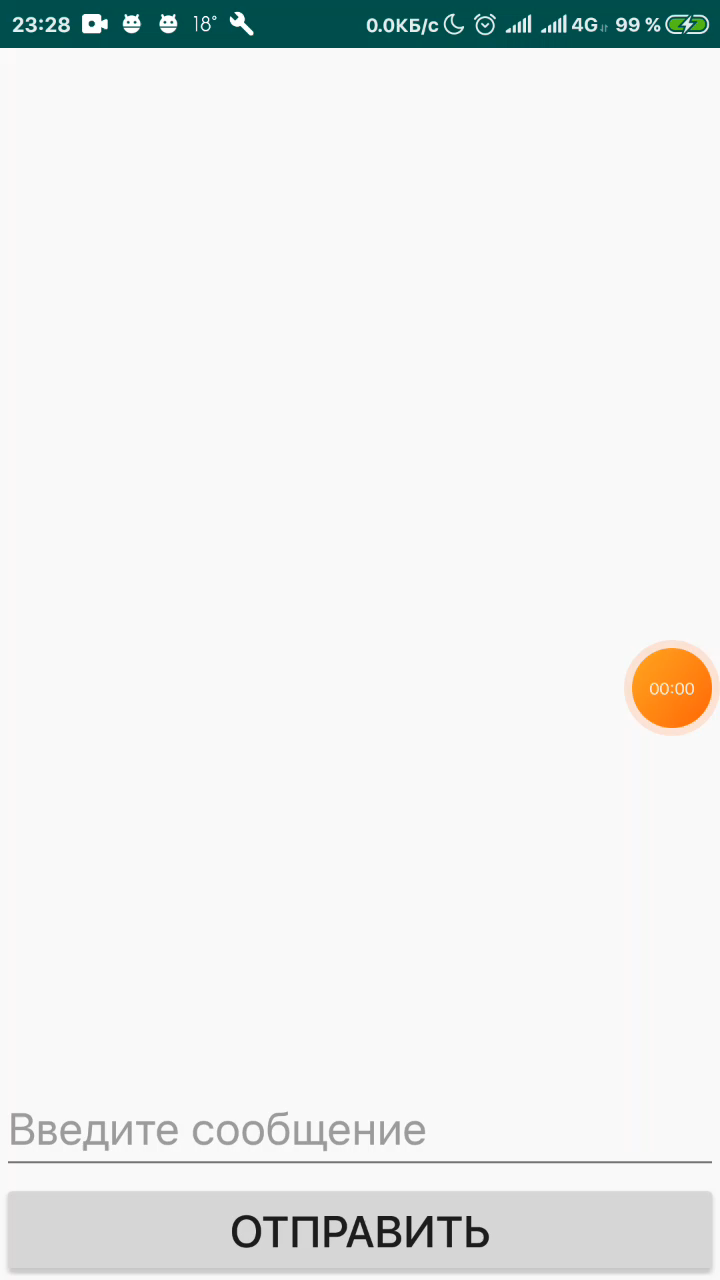 23:28 18° 0.0КБ/с 4G 99 %
00:00
Введите сообщение
ОТПРАВИТЬ